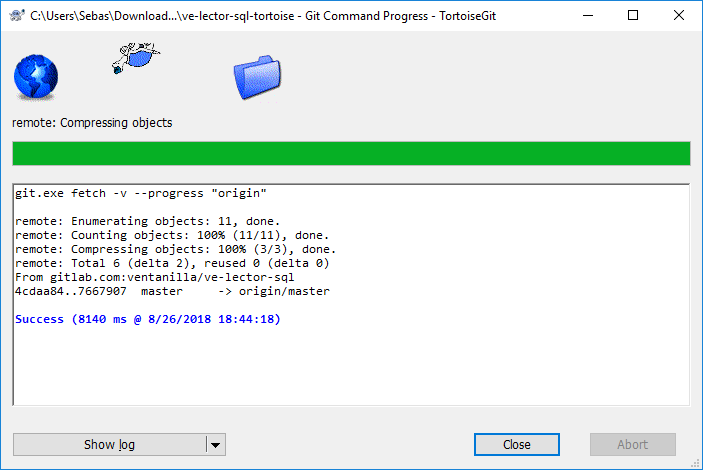 C:\Users\Sebas\Download...\ve-lector-sql-tortoise - Git Command Progress - TortoiseGit
remote: Compressing objects
git.exe fetch -v --progress "origin"
remote: Enumerating objects: 11, done.
remote: Counting objects: 100% (11/11), done.
remote: Compressing objects: 100% (3/3), done.
remote: Total 6 (delta 2), reused 0 (delta 0)
From gitlab.com:ventanilla/ve-lector-sql
4cdaa84..7667907  master     -> origin/master
Success (8140 ms @ 8/26/2018 18:44:18)
Show log
Close
Abort